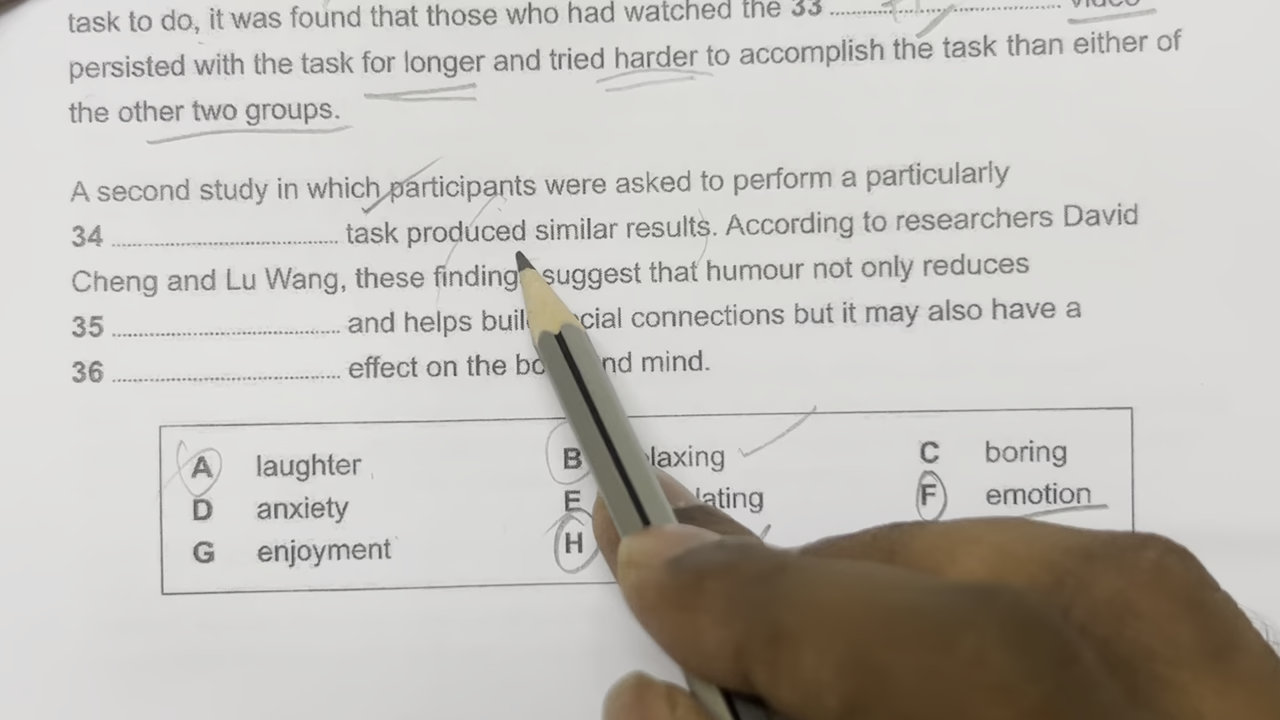 task to do, it was found that those who had watched the 33 ........................................
persisted with the task for longer and tried harder to accomplish the task than either of
the other two groups.
A second study in which participants were asked to perform a particularly
34 ........................................ task produced similar results. According to researchers David
Cheng and Lu Wang, these finding suggest that humour not only reduces
35 ........................................ and helps buil cial connections but it may also have a
36 ........................................ effect on the bo nd mind.
A laughter B laxing C boring
D anxiety E lating F emotion
G enjoyment H